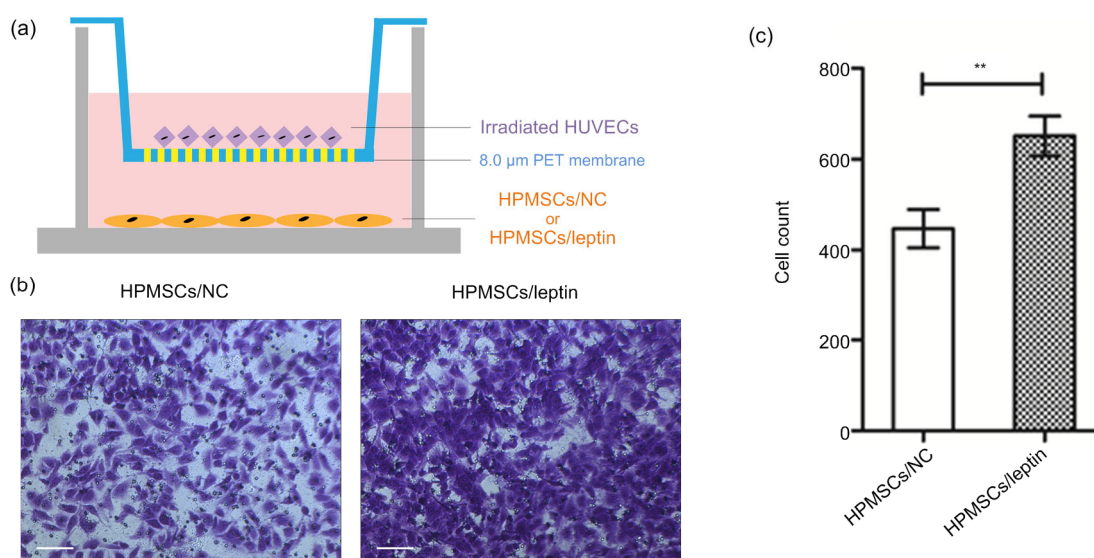 (a)
Irradiated HUVECs
8.0 μm PET membrane
HPMSCs/NC
or
HPMSCs/leptin
(b)
HPMSCs/NC
HPMSCs/leptin
(c)
**
800
600
400
200
0
Cell count
HPMSCs/NC
HPMSCs/leptin